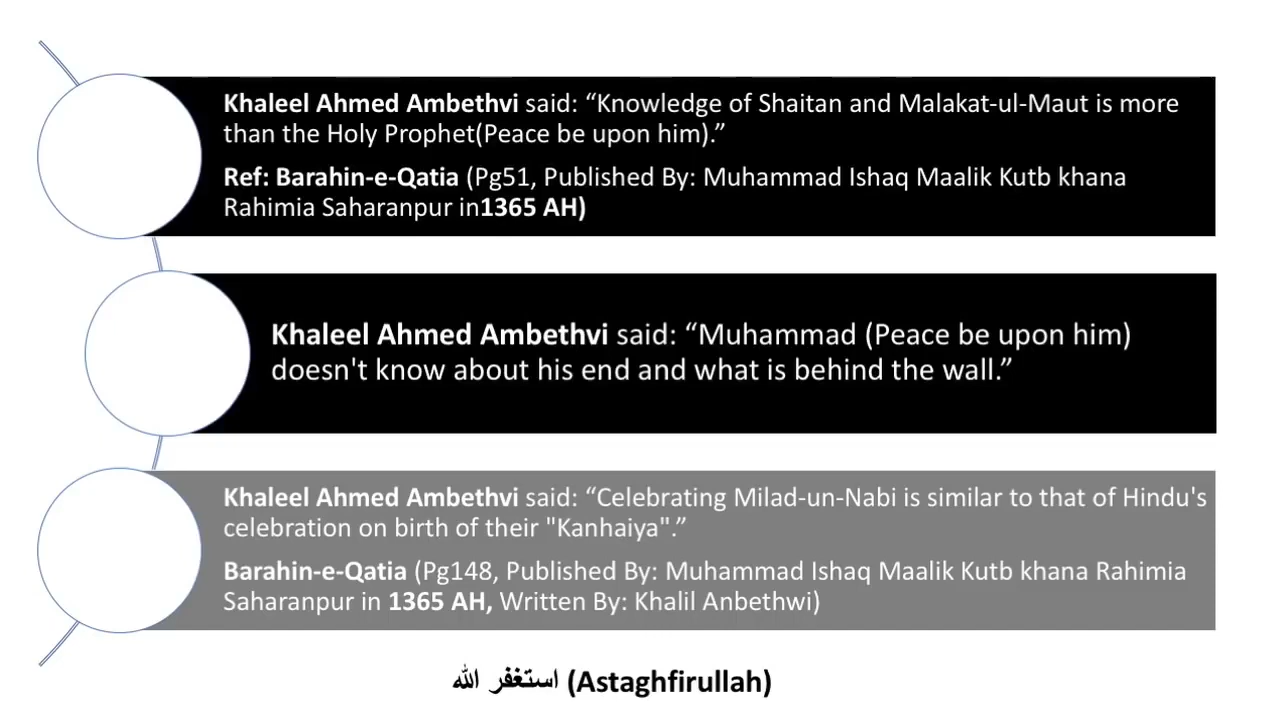 Khaleel Ahmed Ambethvi said: “Knowledge of Shaitan and Malakat-ul-Maut is more
than the Holy Prophet(Peace be upon him).”
Ref: Barahin-e-Qatia (Pg51, Published By: Muhammad Ishaq Maalik Kutb khana
Rahimia Saharanpur in1365 AH)
Khaleel Ahmed Ambethvi said: “Muhammad (Peace be upon him)
doesn't know about his end and what is behind the wall.”
Khaleel Ahmed Ambethvi said: “Celebrating Milad-un-Nabi is similar to that of Hindu's
celebration on birth of their "Kanhaiya".”
Barahin-e-Qatia (Pg148, Published By: Muhammad Ishaq Maalik Kutb khana Rahimia
Saharanpur in 1365 AH, Written By: Khalil Anbethwi)
استغفر الله (Astaghfirullah)